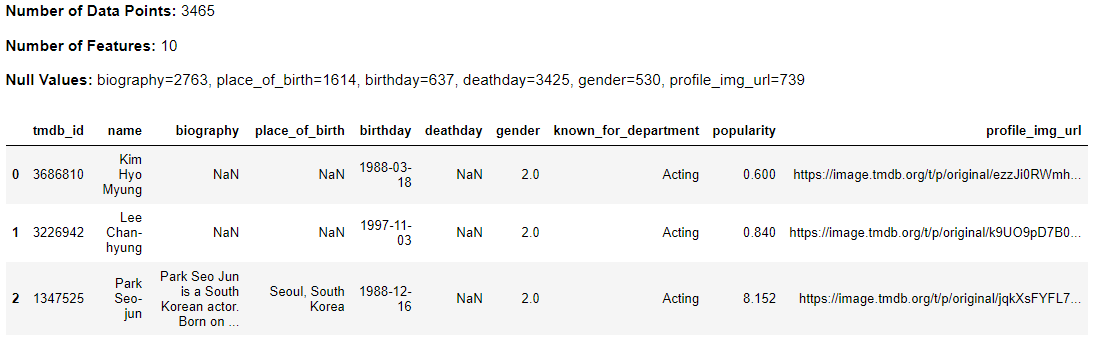 Number of Data Points: 3465
Number of Features: 10
Null Values: biography=2763, place_of_birth=1614, birthday=637, deathday=3425, gender=530, profile_img_url=739
tmdb_id name biography place_of_birth birthday deathday gender known_for_department popularity profile_img_url
0 3686810 Kim Hyo Myung NaN NaN 1988-03-18 NaN 2.0 Acting 0.600 https://image.tmdb.org/t/p/original/ezzJi0RWmh...
1 3226942 Lee Chan-hyung NaN NaN 1997-11-03 NaN 2.0 Acting 0.840 https://image.tmdb.org/t/p/original/k9UO9pD7B0...
2 1347525 Park Seo-jun Park Seo Jun is a South Korean actor. Born on ... Seoul, South Korea 1988-12-16 NaN 2.0 Acting 8.152 https://image.tmdb.org/t/p/original/jqkXsFYFL7...